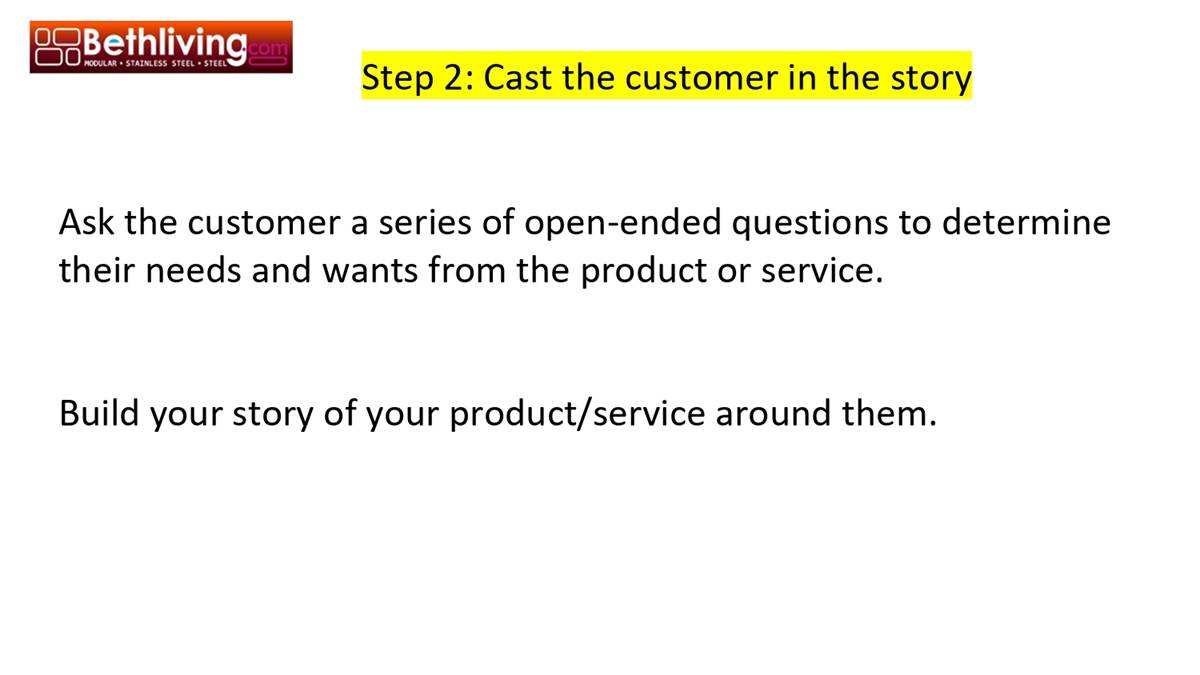 Bethliving.com
MODULAR • STAINLESS STEEL • STEEL
Step 2: Cast the customer in the story
Ask the customer a series of open-ended questions to determine
their needs and wants from the product or service.
Build your story of your product/service around them.